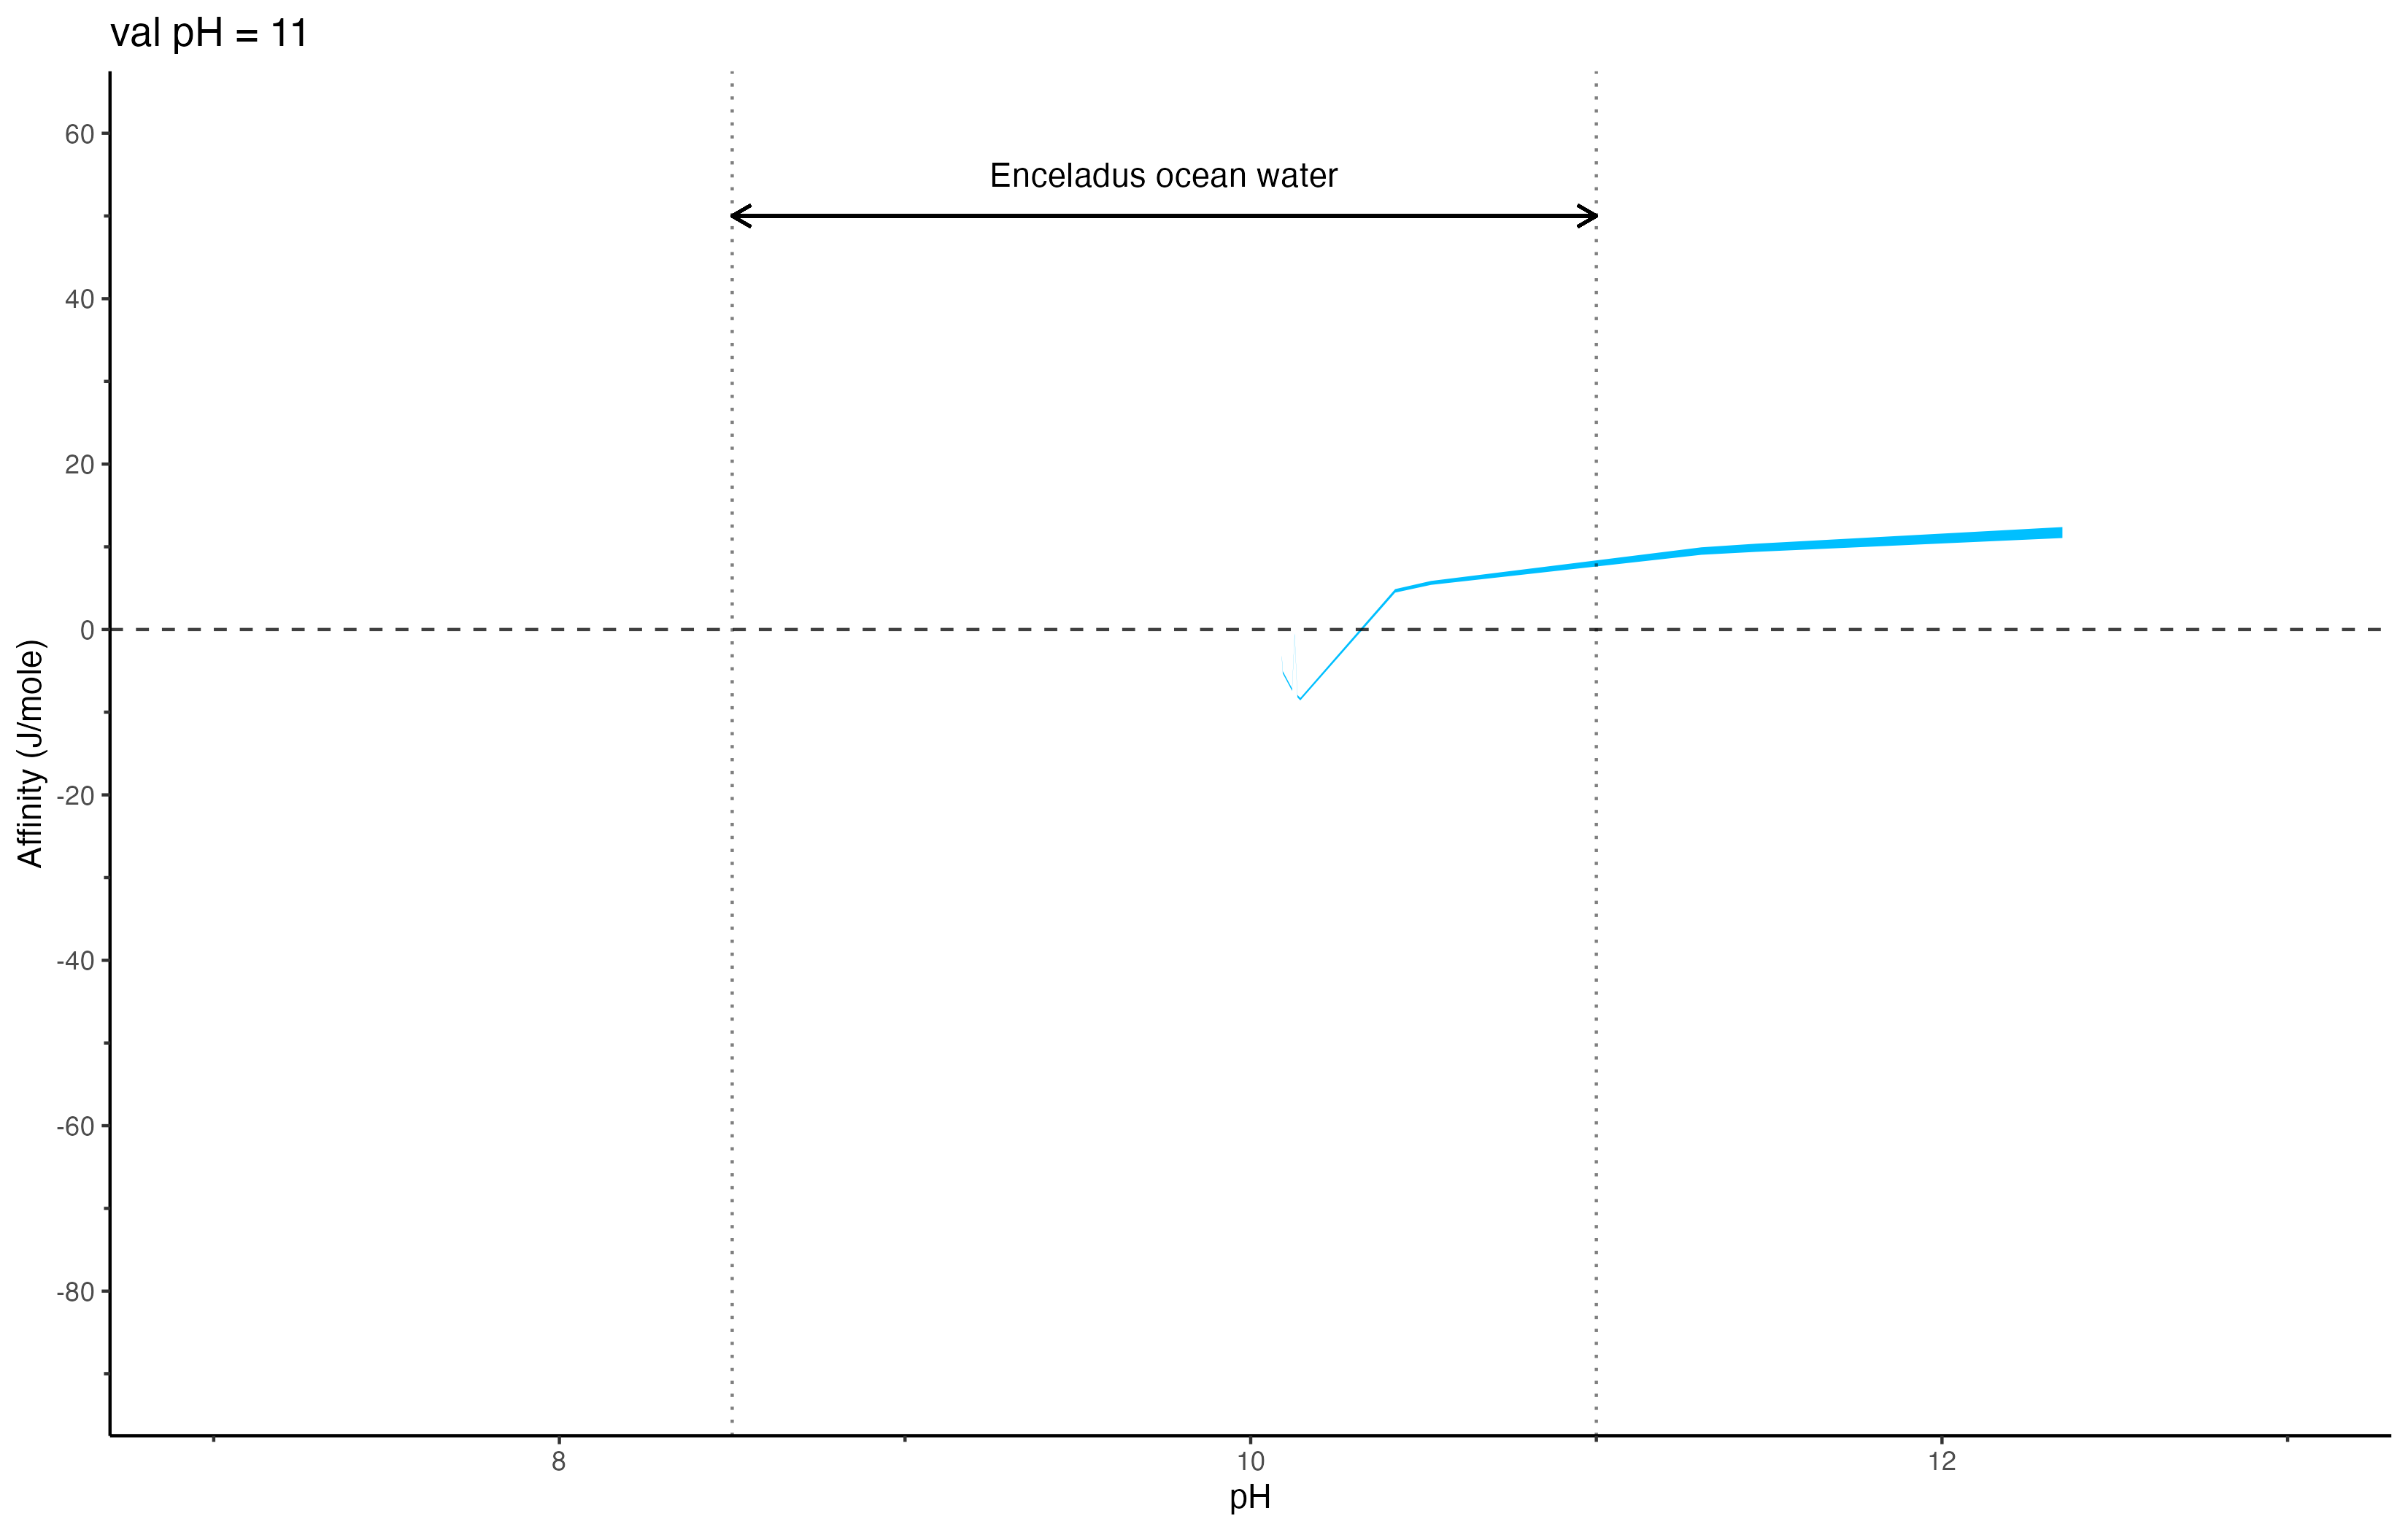 val pH = 11
Enceladus ocean water
60
40
20
0
-20
-40
-60
-80
Affinity (J/mole)
8
10
12
pH